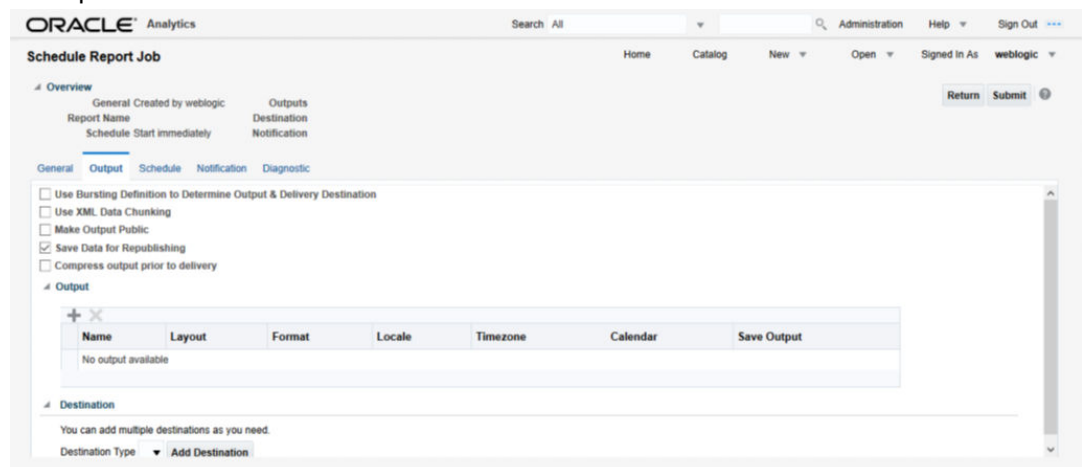 ORACLE Analytics Search All Administration Help Sign Out
Schedule Report Job Home Catalog New Open Signed In As weblogic
Overview
Return Submit
General Created by weblogic Outputs
Report Name Destination
Schedule Start immediately Notification
General Output Schedule Notification Diagnostic
Use Bursting Definition to Determine Output & Delivery Destination
Use XML Data Chunking
Make Output Public
Save Data for Republishing
Compress output prior to delivery
Output
Name Layout Format Locale Timezone Calendar Save Output
No output available
Destination
You can add multiple destinations as you need.
Destination Type Add Destination